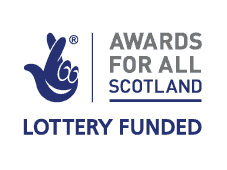 ®
AWARDS
FOR ALL
SCOTLAND
LOTTERY FUNDED